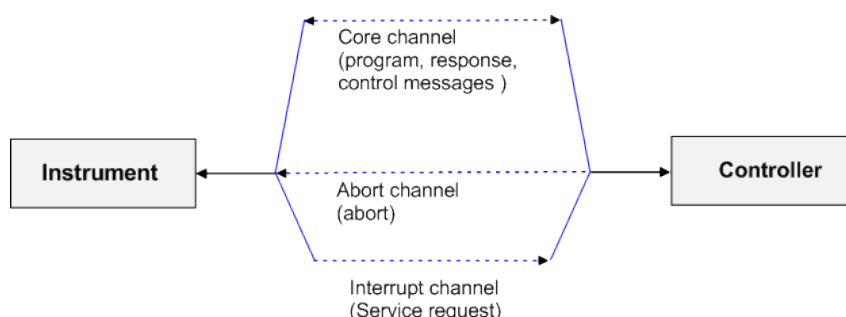 Core channel
(program, response,
control messages )
Instrument
Controller
Abort channel
(abort)
Interrupt channel
(Service request)